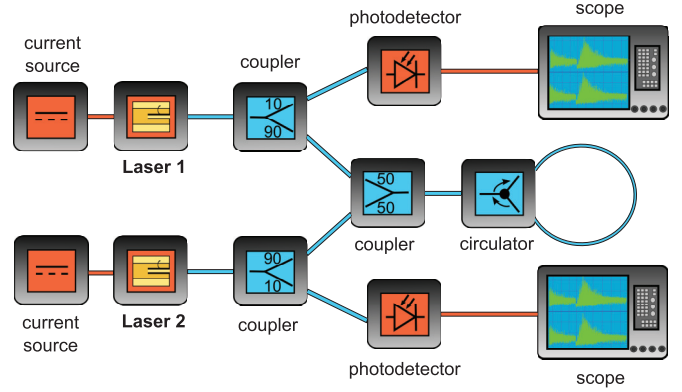 photodetector
scope
current
source
coupler
10
90
Laser 1
50
50
coupler
circulator
90
10
current
source
Laser 2
coupler
photodetector
scope